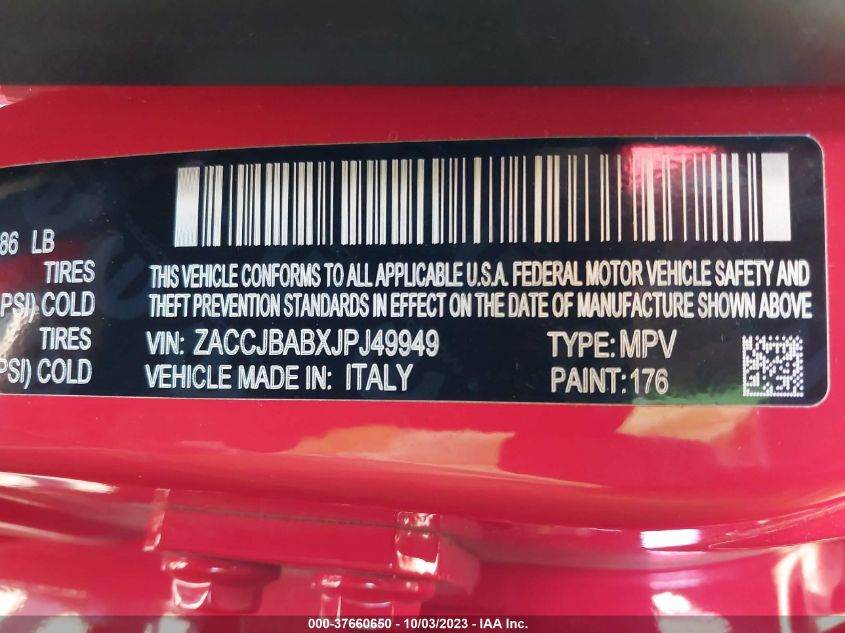 86 LB
TIRES
PSI) COLD
TIRES
PSI) COLD
THIS VEHICLE CONFORMS TO ALL APPLICABLE U.S.A. FEDERAL MOTOR VEHICLE SAFETY AND
THEFT PREVENTION STANDARDS IN EFFECT ON THE DATE OF MANUFACTURE SHOWN ABOVE
VIN: ZACCJBABXJPJ49949 TYPE: MPV
VEHICLE MADE IN: ITALY PAINT: 176
000-37660650 - 10/03/2023 - IAA Inc.